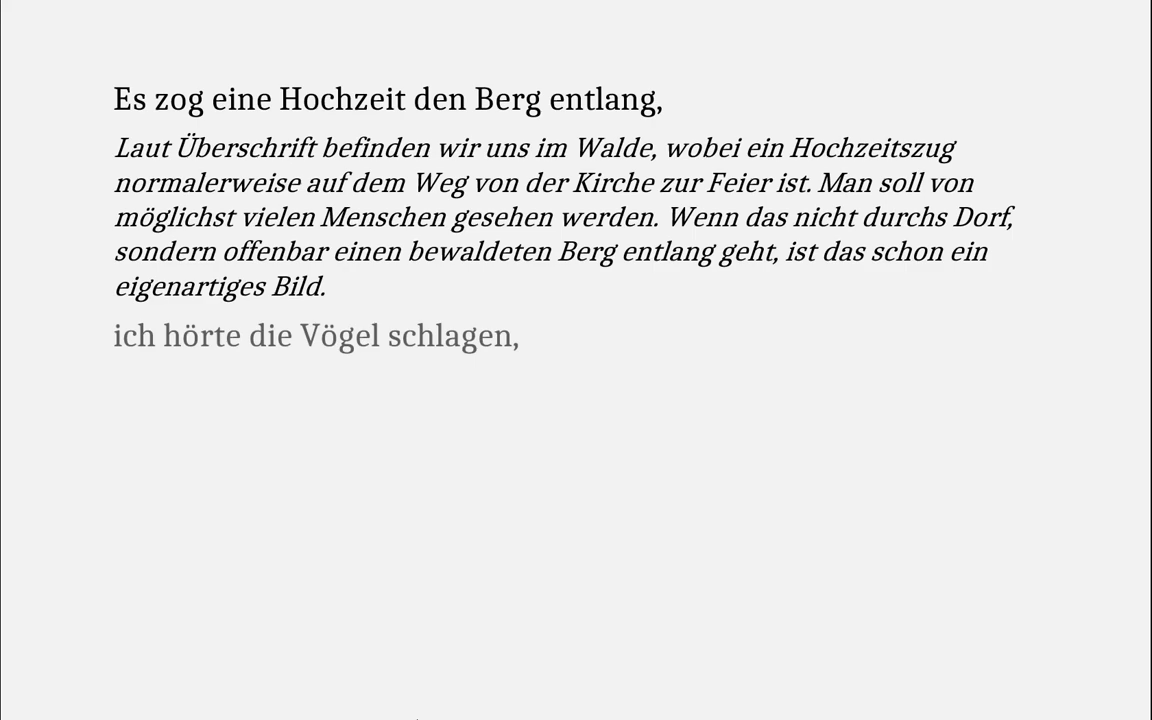 Es zog eine Hochzeit den Berg entlang,
Laut Überschrift befinden wir uns im Walde, wobei ein Hochzeitszug
normalerweise auf dem Weg von der Kirche zur Feier ist. Man soll von
möglichst vielen Menschen gesehen werden. Wenn das nicht durchs Dorf,
sondern offenbar einen bewaldeten Berg entlang geht, ist das schon ein
eigenartiges Bild.
ich hörte die Vögel schlagen,